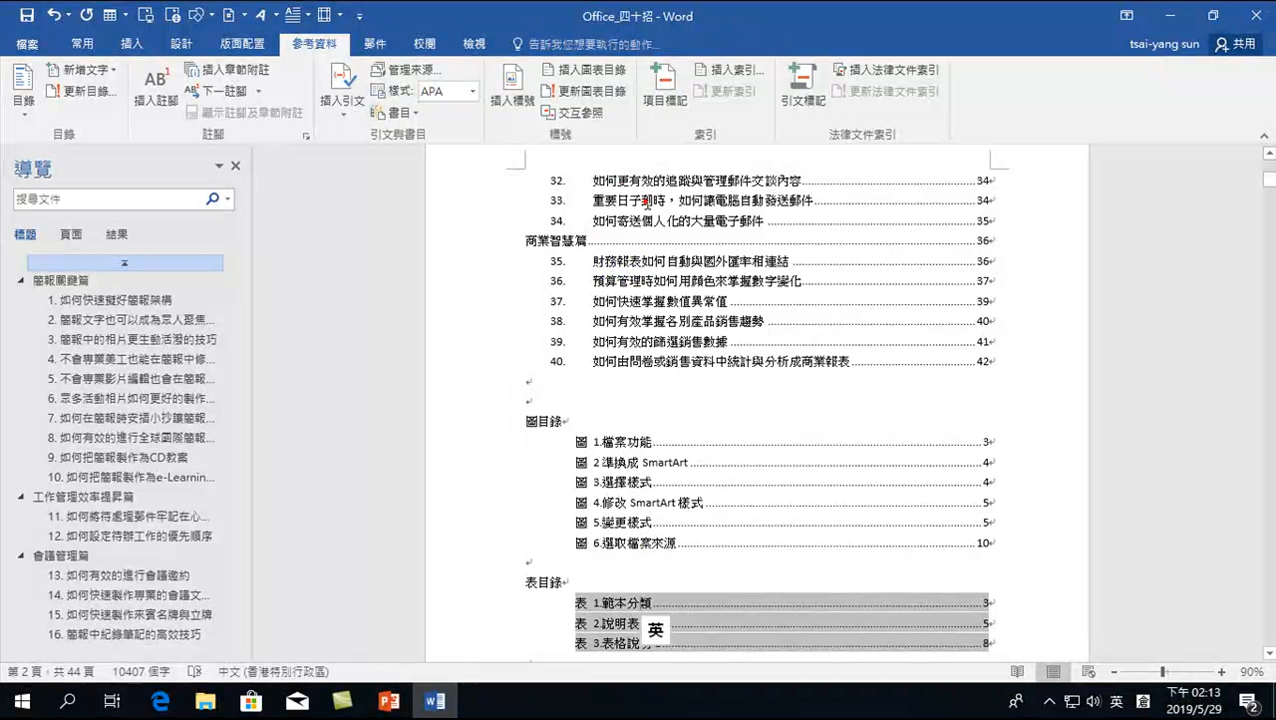 Office_四十招 - Word
檔案 常用 插入 設計 版面配置 參考資料 郵件 校閱 檢視 告訴我您想要執行的動作... tsai-yang sun 共用
目錄 新增文字 更新目錄... 目錄
AB1 插入註腳 插入章節附註 AB1 下一註腳 顯示註腳及章節附註 註腳
插入引文 管理來源... 樣式: APA 書目 引文與書目
插入標號 插入圖表目錄 更新圖表目錄 交互參照 標號
項目標記 插入索引... 更新索引 索引
引文標記 插入法律文件索引 更新法律文件索引 法律文件索引
導覽
搜尋文件
標題 頁面 結果
簡報關鍵篇
1. 如何快速擬好簡報架構
2. 簡報文字也可以成為眾人聚焦...
3. 簡報中的相片更生動活潑的技巧
4. 不會專業美工也能在簡報中修...
5. 不會專業影片編輯也會在簡報...
6. 眾多活動相片如何更好的製作...
7. 如何在簡報時安插小抄讓簡報...
8. 如何有效的進行全球團隊簡報...
9. 如何把簡報製作為CD教案
10. 如何把簡報製作為e-Learnin...
工作管理效率提昇篇
11. 如何將待處理郵件牢記在心...
12. 如何設定待辦工作的優先順序
會議管理篇
13. 如何有效的進行會議邀約
14. 如何快速製作專業的會議文...
15. 如何快速製作來賓名牌與立牌
16. 簡報中紀錄筆記的高效技巧
32. 如何更有效的追蹤與管理郵件交談內容 34
33. 重要日子到時，如何讓電腦自動發送郵件 34
34. 如何寄送個人化的大量電子郵件 35
商業智慧篇 36
35. 財務報表如何自動與國外匯率相連結 36
36. 預算管理時如何用顏色來掌握數字變化 37
37. 如何快速掌握數值異常值 39
38. 如何有效掌握各別產品銷售趨勢 40
39. 如何有效的篩選銷售數據 41
40. 如何由問卷或銷售資料中統計與分析成商業報表 42
圖目錄
圖 1.檔案功能 3
圖 2 準換成 SmartArt 4
圖 3.選擇樣式 4
圖 4.修改 SmartArt 樣式 5
圖 5.變更樣式 5
圖 6.選取檔案來源 10
表目錄
表 1.範本分類 3
表 2.說明表 5
表 3.表格說 8
英
第 2 頁，共 44 頁 10407 個字 中文 (香港特別行政區) 90%
英 下午 02:13
2019/5/29 2